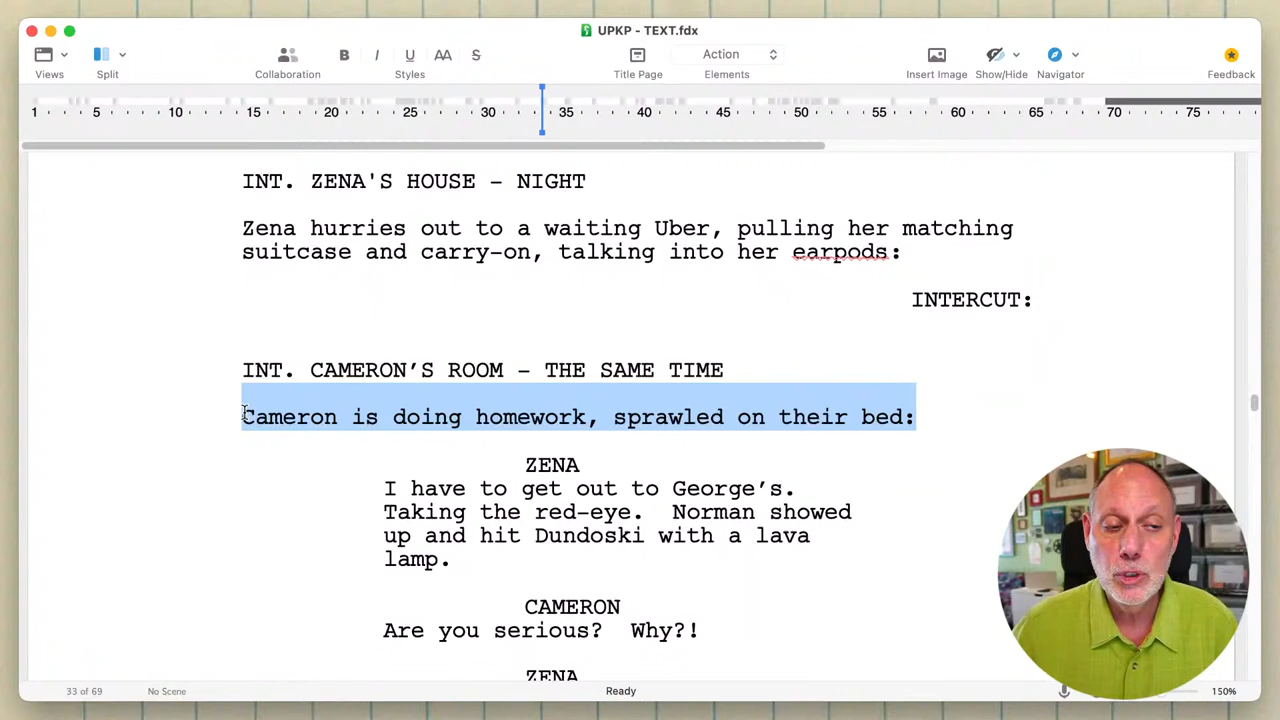 UPKP - TEXT.fdx
Views
Split
Collaboration
B I U AA S
Styles
Title Page
Action
Elements
Insert Image
Show/Hide
Navigator
Feedback
1 5 10 15 20 25 30 35 40 45 50 55 60 65 70 75
INT. ZENA'S HOUSE - NIGHT
Zena hurries out to a waiting Uber, pulling her matching
suitcase and carry-on, talking into her earpods:
INTERCUT:
INT. CAMERON’S ROOM - THE SAME TIME
Cameron is doing homework, sprawled on their bed:
ZENA
I have to get out to George’s.
Taking the red-eye. Norman showed
up and hit Dundoski with a lava
lamp.
CAMERON
Are you serious? Why?!
ZENA
33 of 69
No Scene
Ready
150%